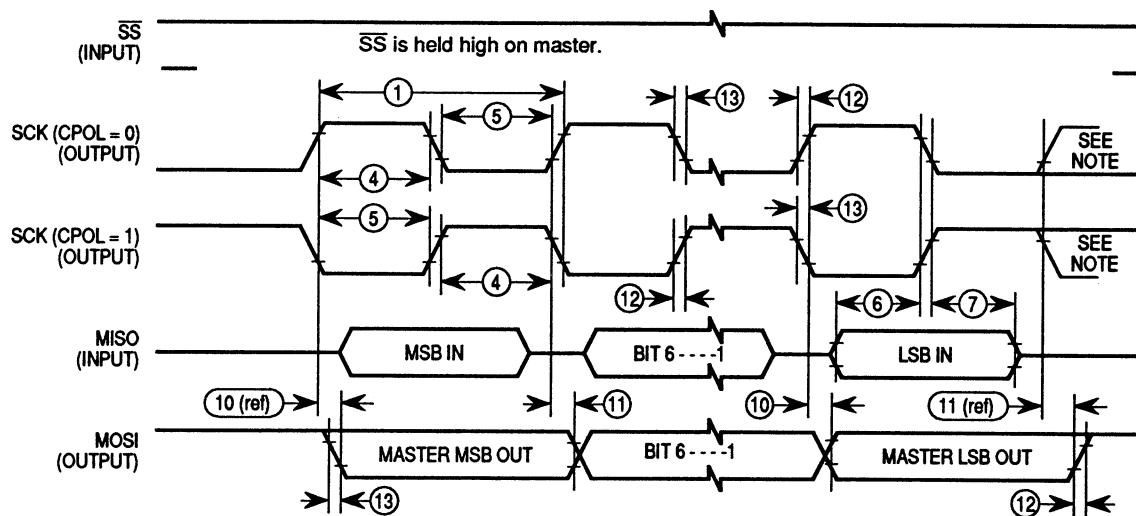 SS
(INPUT)
SS is held high on master.
1
13
12
5
SCK (CPOL = 0)
(OUTPUT)
SEE
NOTE
4
5
13
SCK (CPOL = 1)
(OUTPUT)
SEE
NOTE
4
12
6
7
MISO
(INPUT)
MSB IN
BIT 6 - - - - - 1
LSB IN
10 (ref)
11
10
11 (ref)
MOSI
(OUTPUT)
MASTER MSB OUT
BIT 6 - - - - - 1
MASTER LSB OUT
13
12